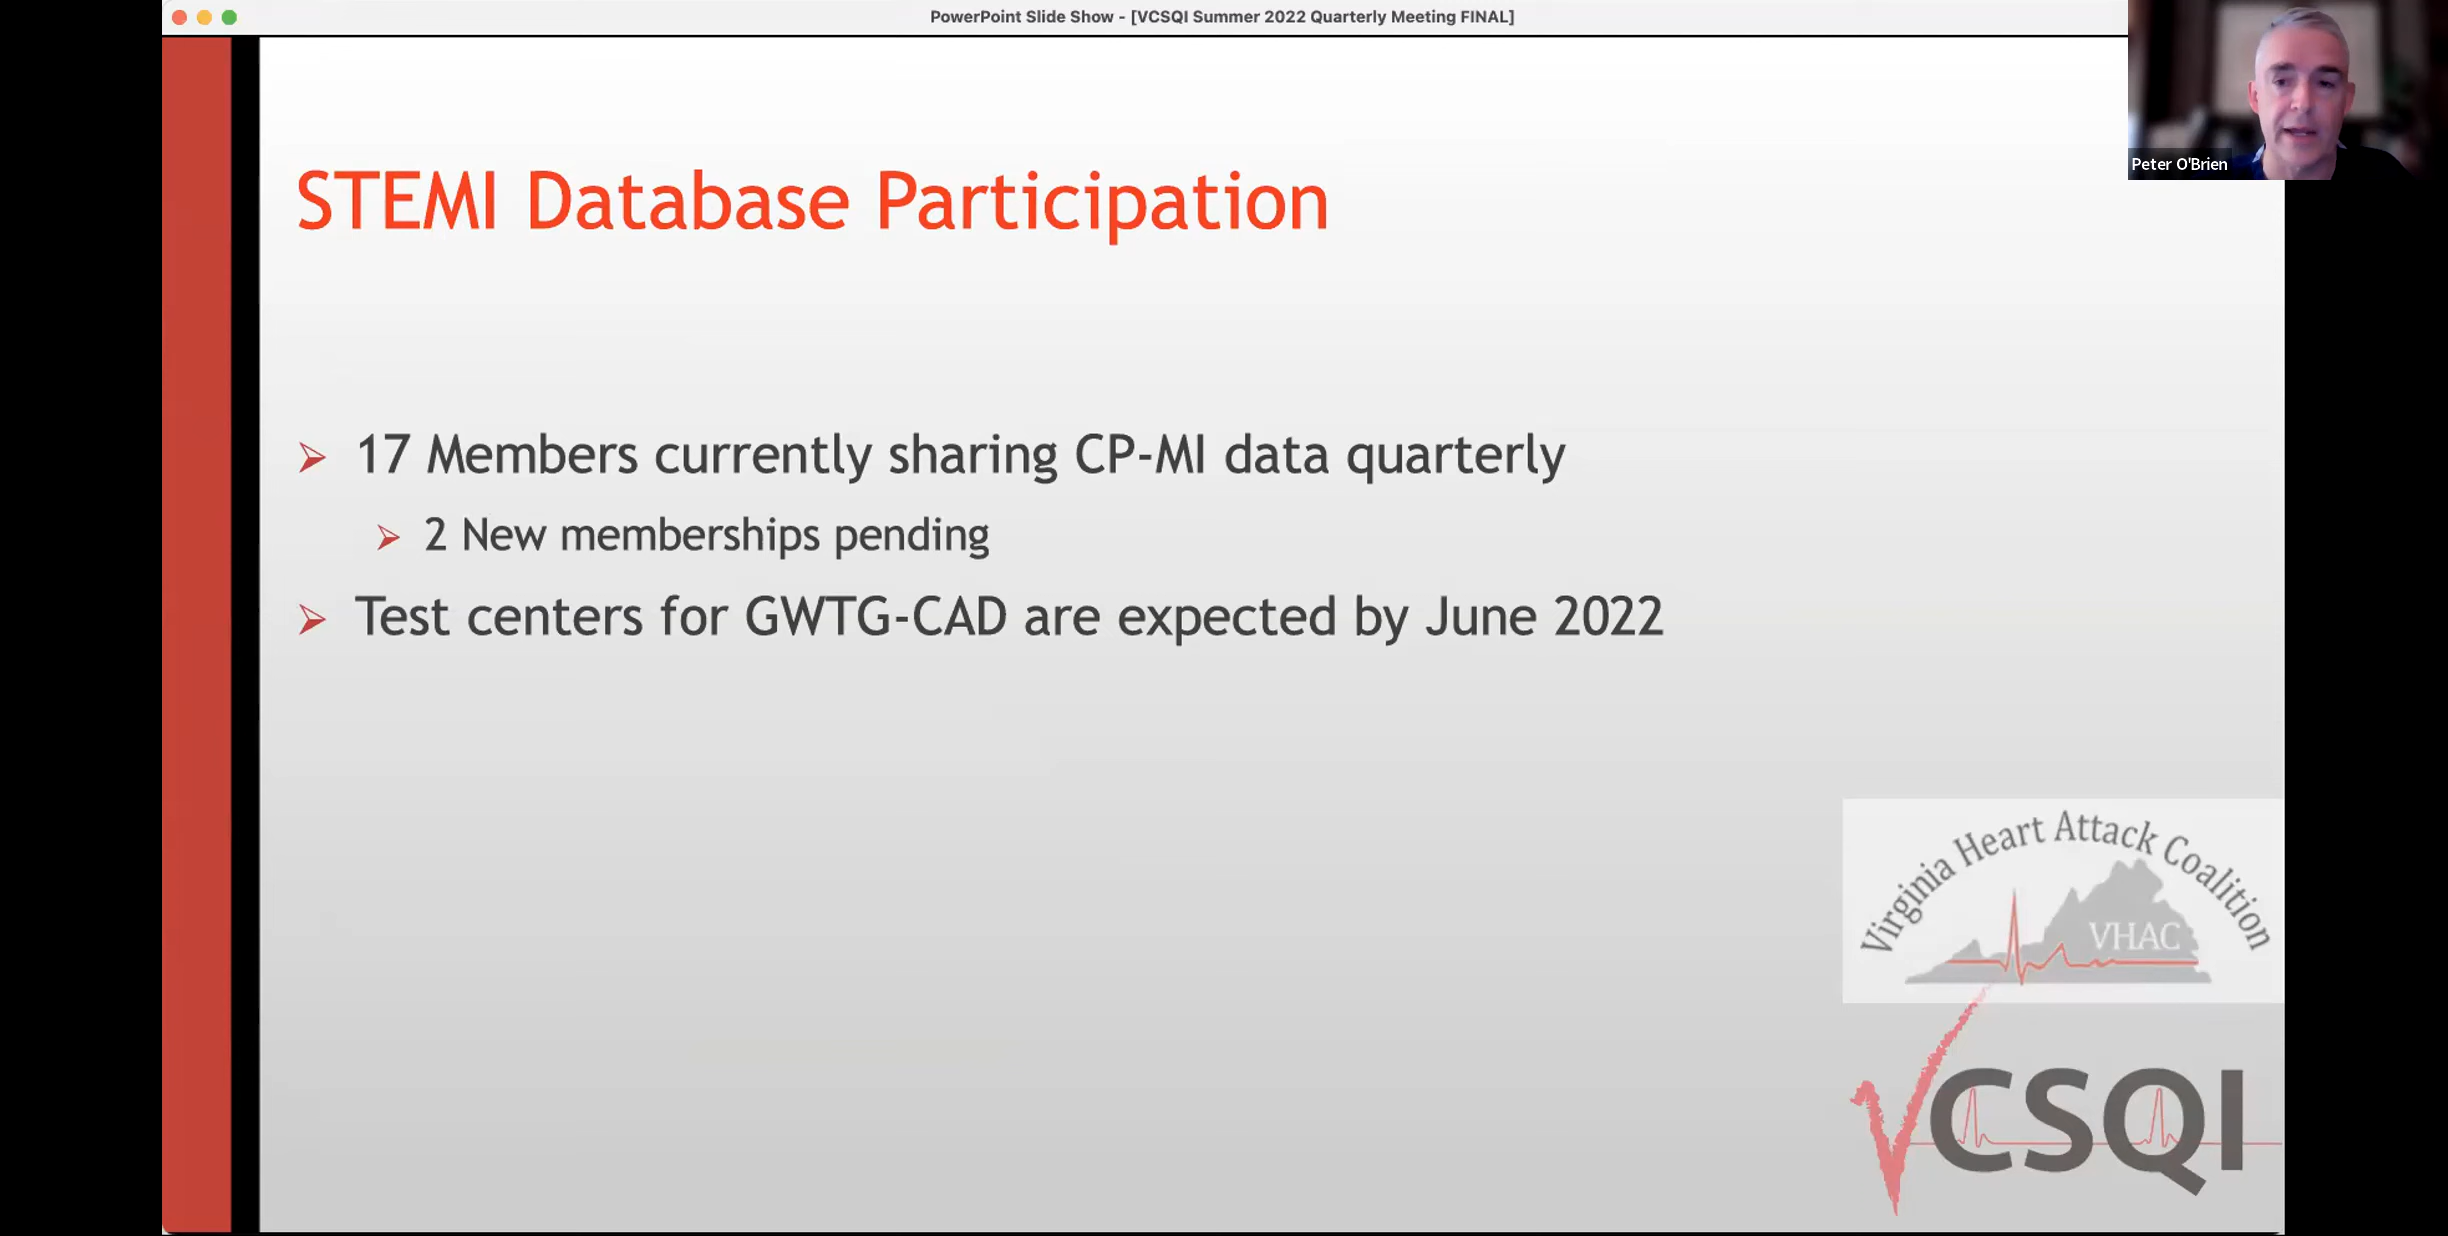 PowerPoint Slide Show - [VCSQI Summer 2022 Quarterly Meeting FINAL]
Peter O'Brien
STEMI Database Participation
17 Members currently sharing CP-MI data quarterly
2 New memberships pending
Test centers for GWTG-CAD are expected by June 2022
Virginia Heart Attack Coalition
VHAC
VCSQI